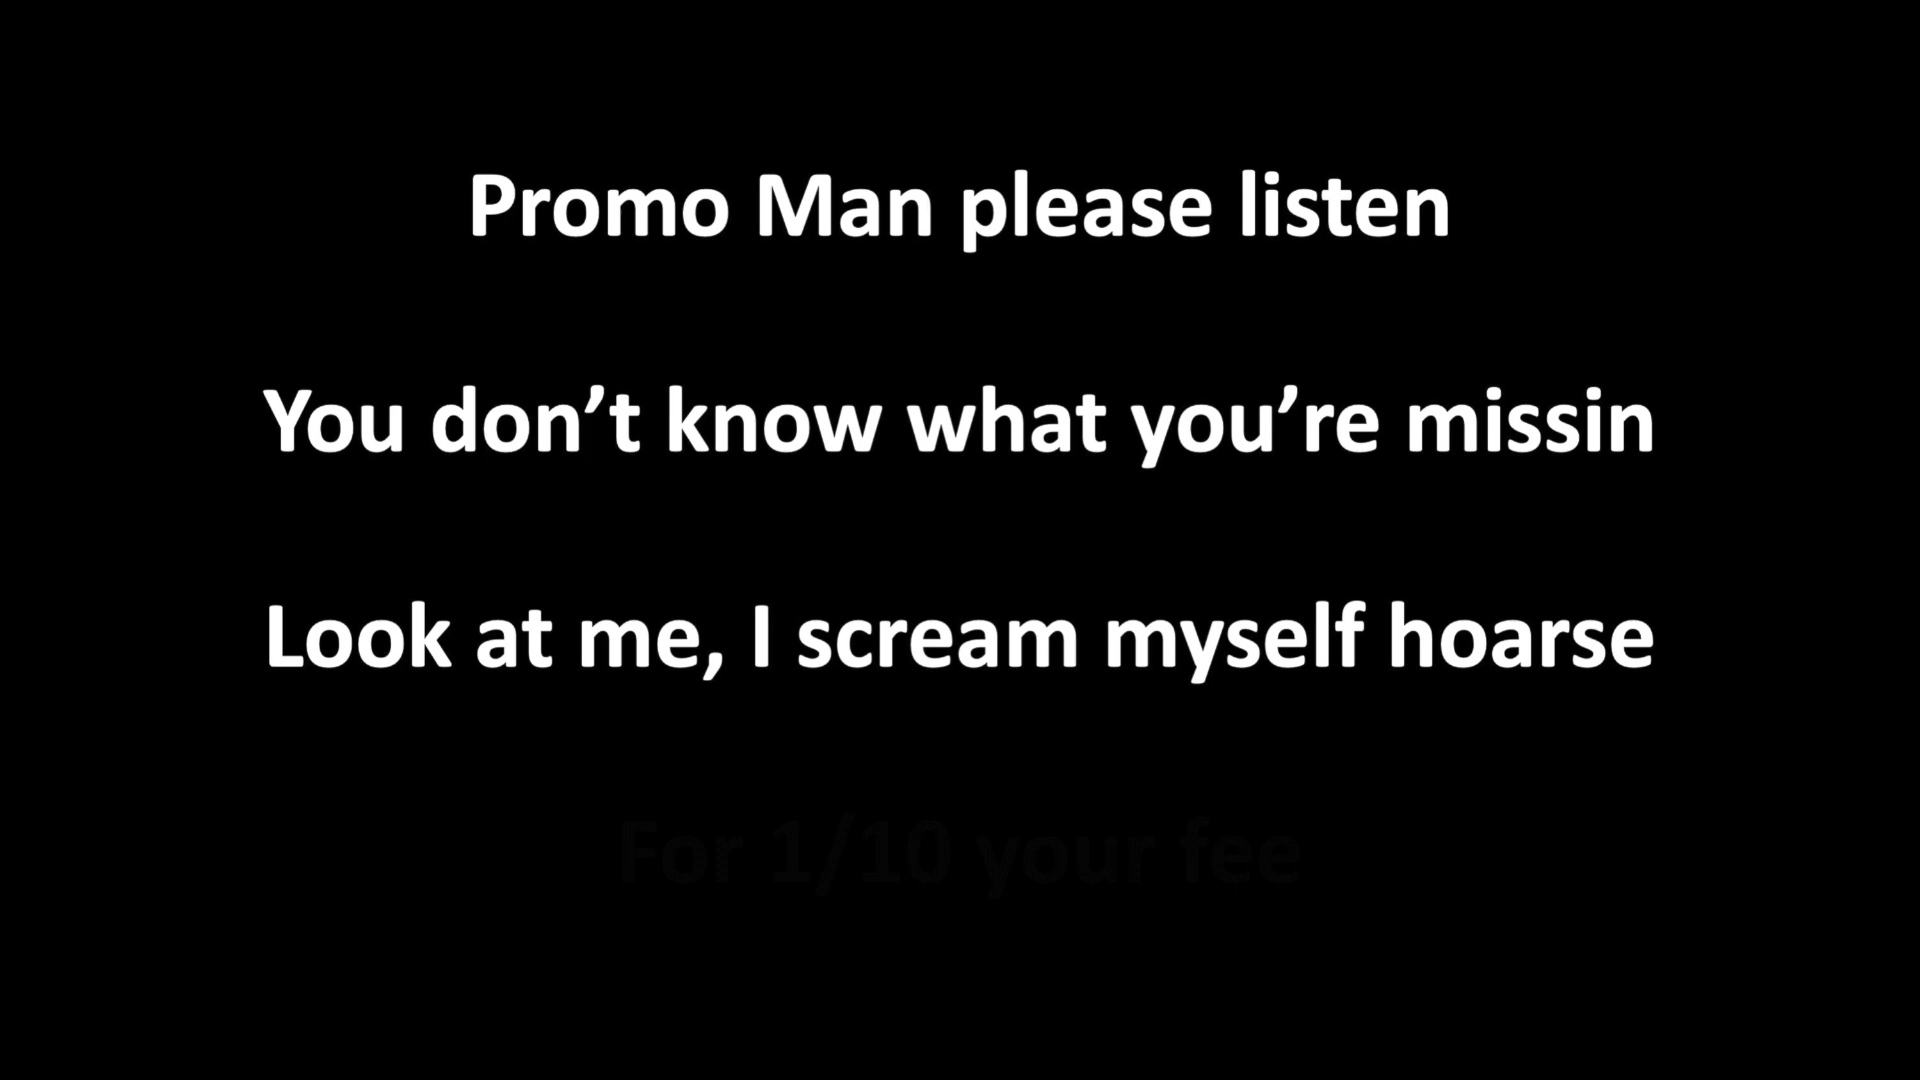 Promo Man please listen
You don’t know what you’re missin
Look at me, I scream myself hoarse
For 1/10 your fee